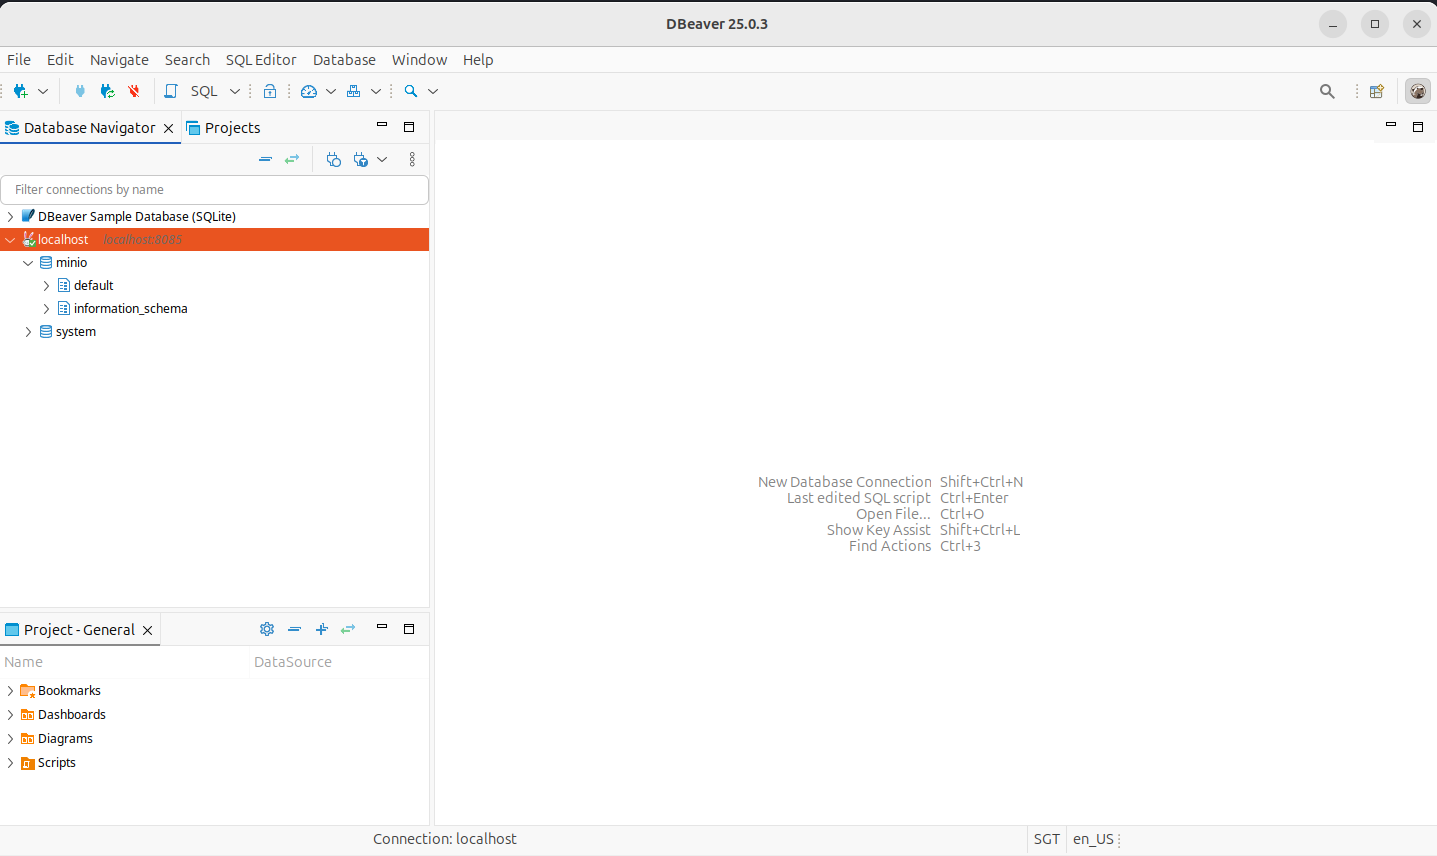 DBeaver 25.0.3
File Edit Navigate Search SQL Editor Database Window Help
SQL
Database Navigator Projects
Filter connections by name
DBeaver Sample Database (SQLite)
localhost localhost:8085
minio
default
information_schema
system
New Database Connection Shift+Ctrl+N
Last edited SQL script Ctrl+Enter
Open File... Ctrl+O
Show Key Assist Shift+Ctrl+L
Find Actions Ctrl+3
Project - General
Name DataSource
Bookmarks
Dashboards
Diagrams
Scripts
Connection: localhost SGT en_US